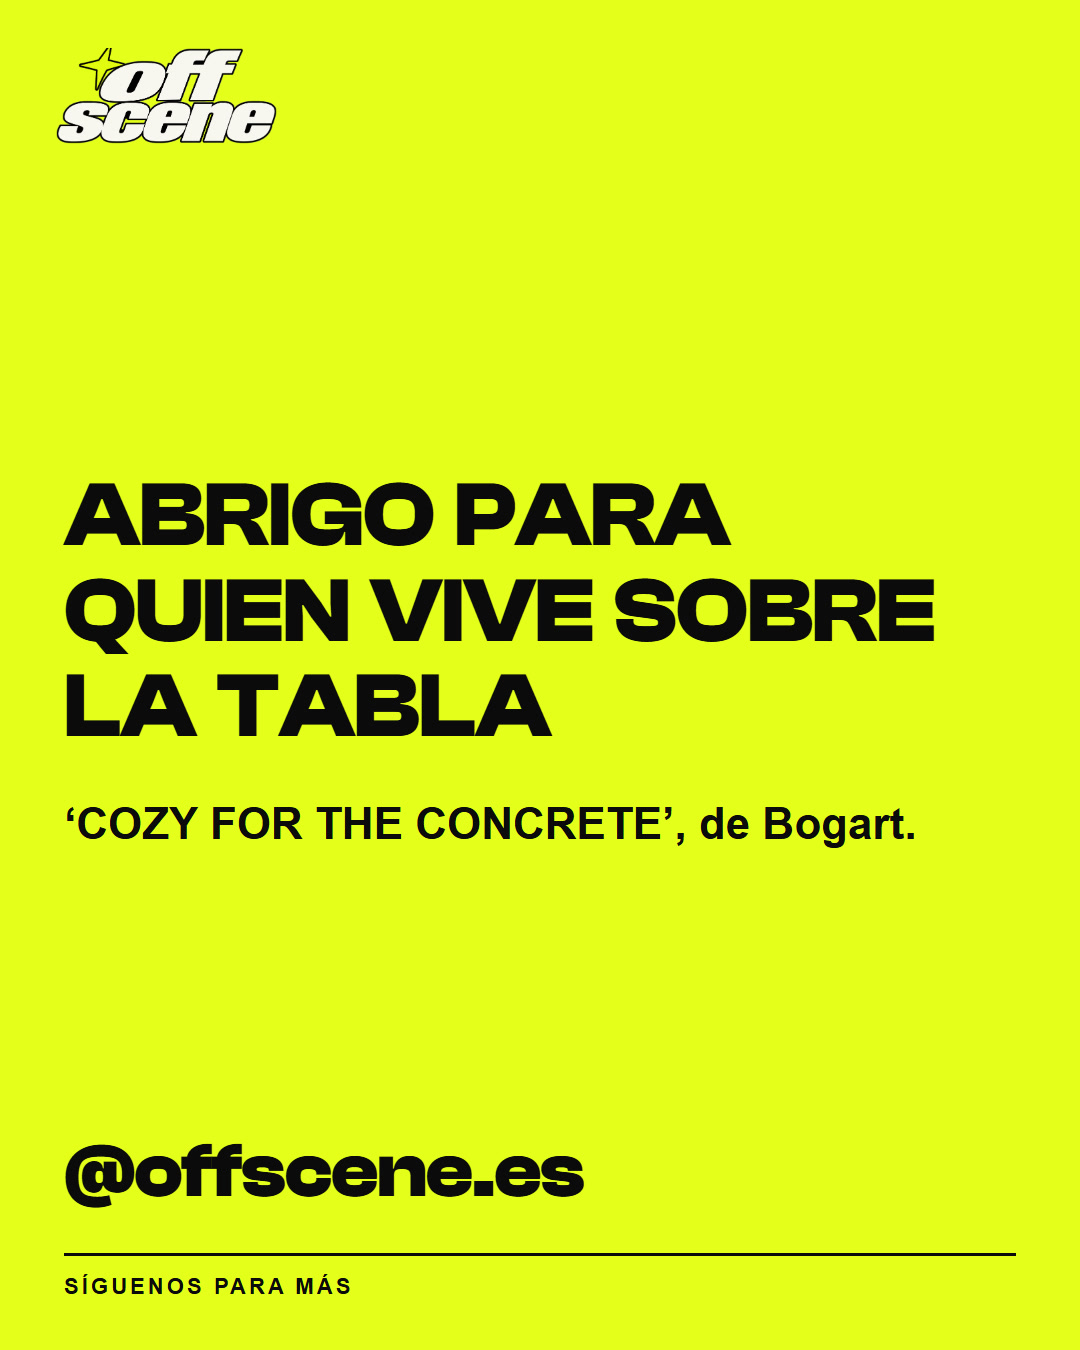 off
scene
ABRIGO PARA
QUIEN VIVE SOBRE
LA TABLA
‘COZY FOR THE CONCRETE’, de Bogart.
@offscene.es
SÍGUENOS PARA MÁS